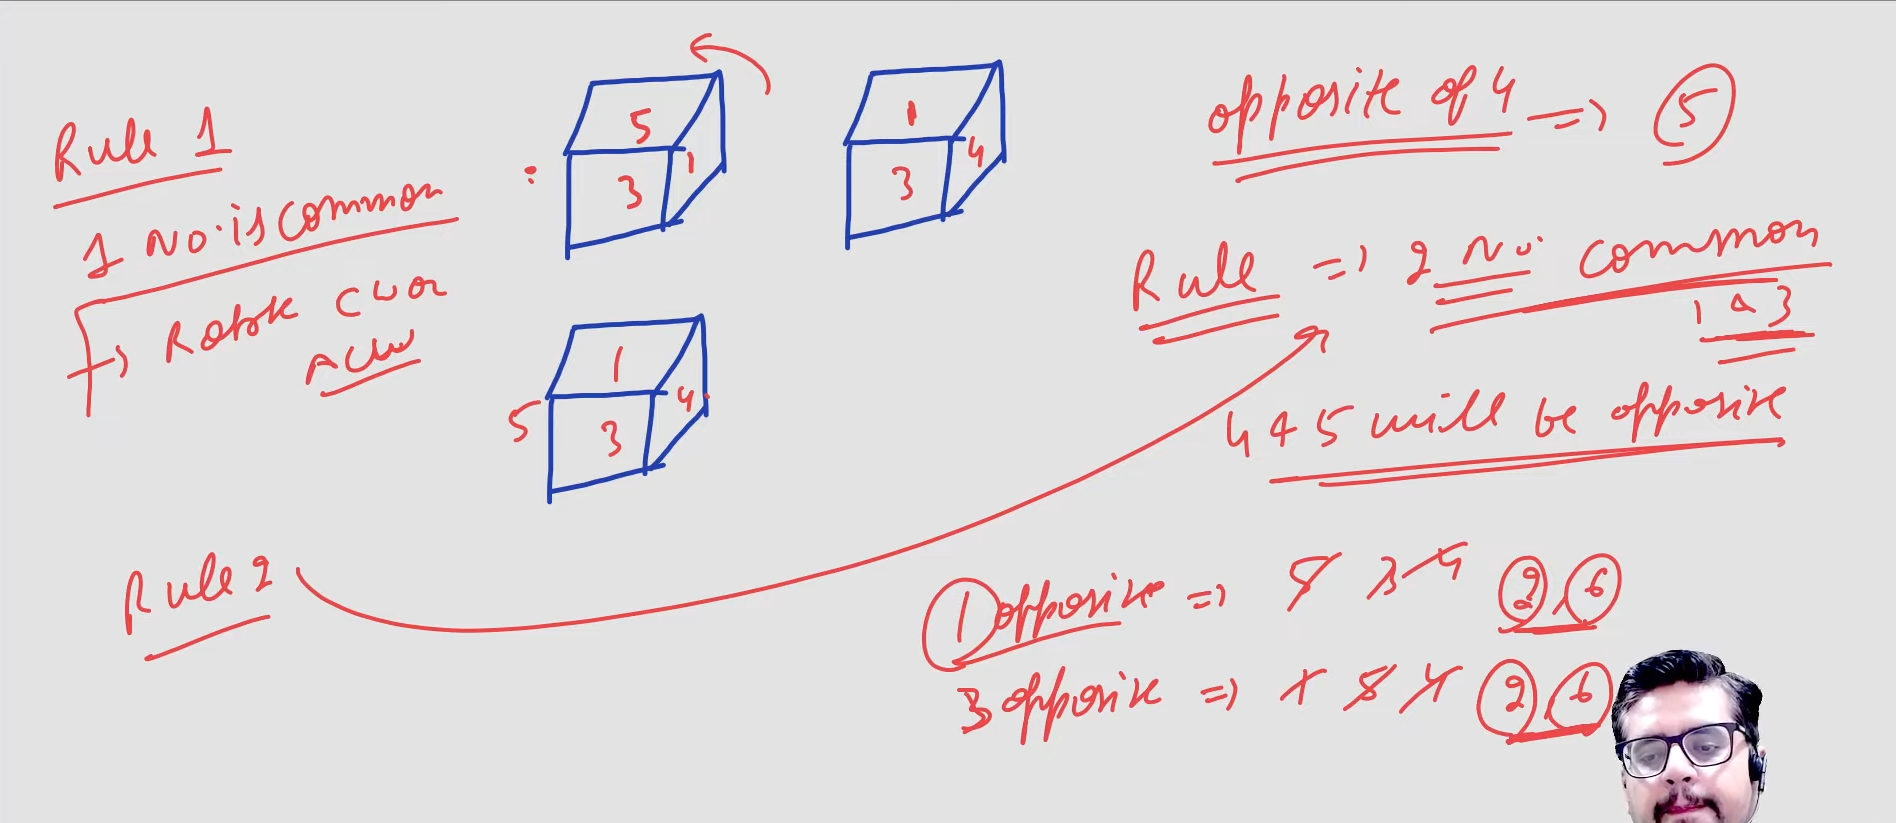 Rule 1
1 No. is common
→ Rotate CW or
ACW
5
3
1
1
3
4
1
5
3
4
Rule 2
opposite of 4 => 5
Rule => 2 No. common
1 & 3
4 & 5 will be opposite
1 opposite => 5 3 4 2, 6
3 opposite => 1 5 4 2, 6